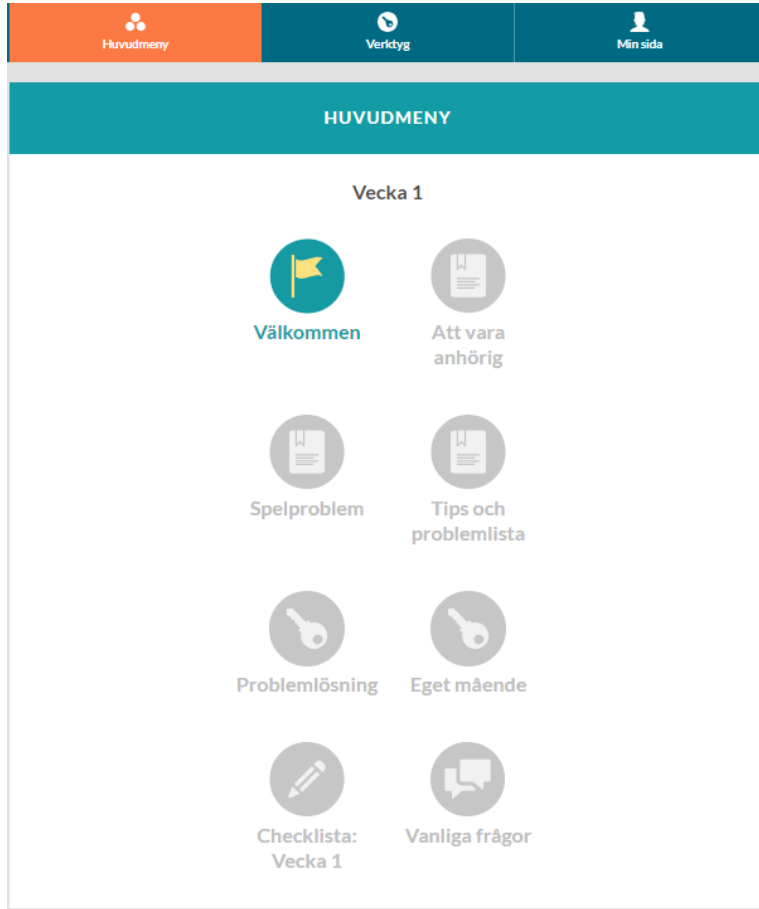 Huvudmeny
Verktyg
Min sida
HUVUDMENY
Vecka 1
Välkommen
Att vara
anhörig
Spelproblem
Tips och
problemlista
Problemlösning
Eget mående
Checklista:
Vecka 1
Vanliga frågor